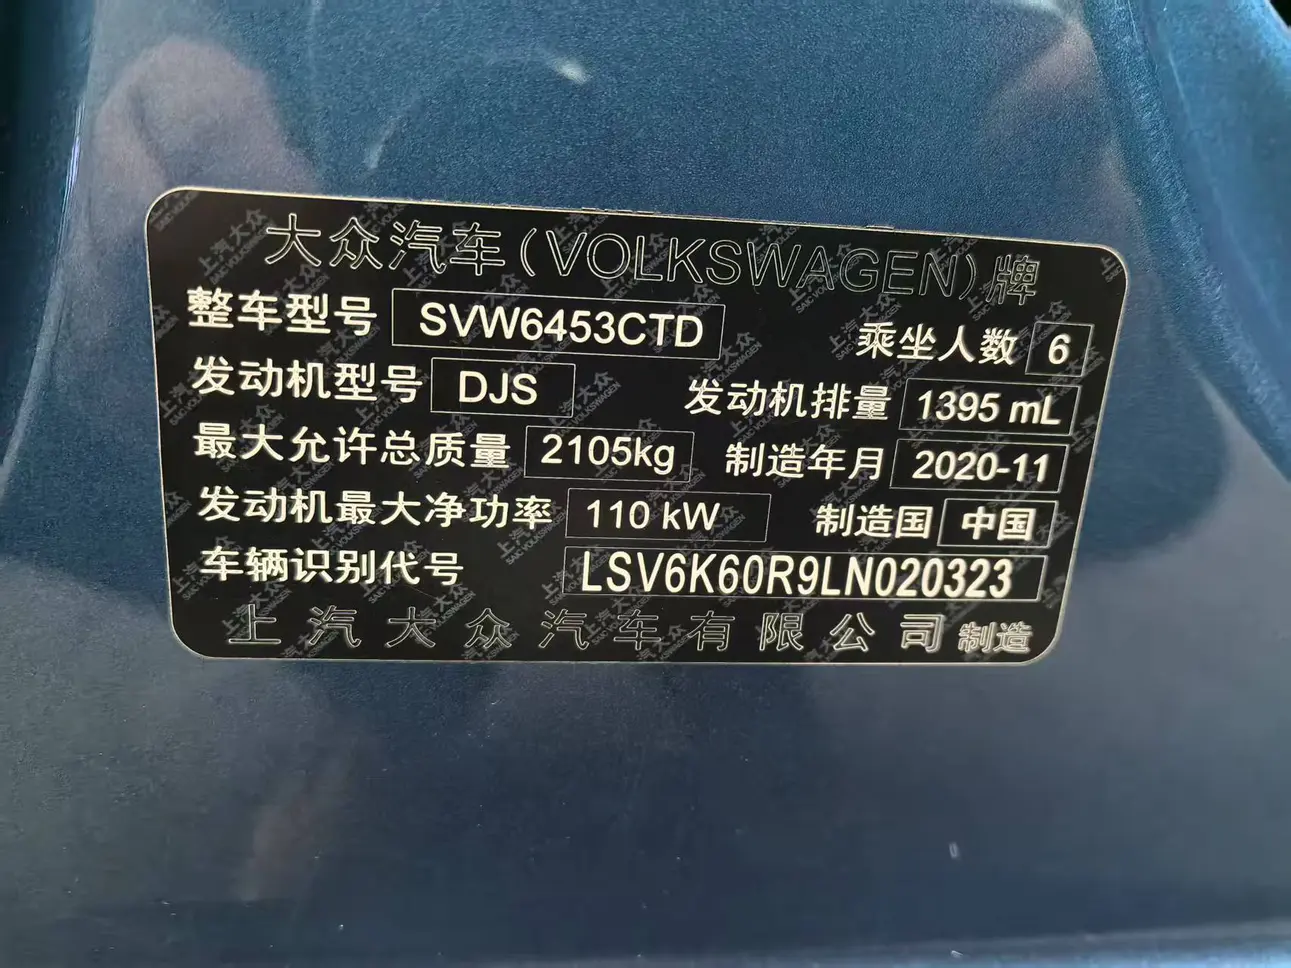 大众汽车(VOLKSWAGEN)牌
整车型号 SVW6453CTD 乘坐人数 6
发动机型号 DJS 发动机排量 1395 mL
最大允许总质量 2105kg 制造年月 2020-11
发动机最大净功率 110 kW 制造国 中国
车辆识别代号 LSV6K60R9LN020323
上汽大众汽车有限公司 制造